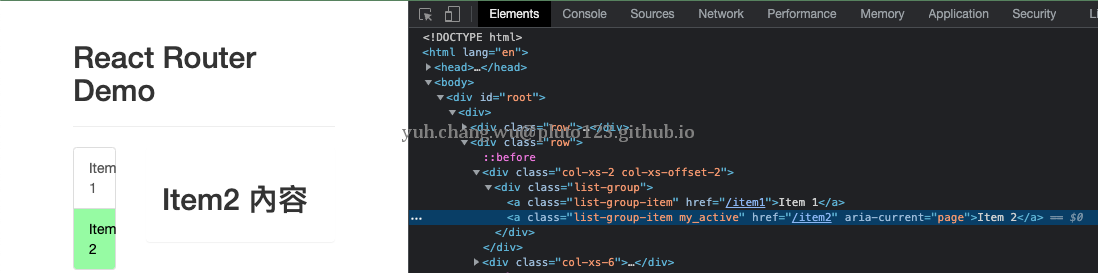 Elements Console Sources Network Performance Memory Application Security Li
React Router
Demo
Item
1
Item
2
Item2 內容
<!DOCTYPE html>
<html lang="en">
<head>…</head>
<body>
<div id="root">
<div>
<div class="row">…</div>
<div class="row">
::before
<div class="col-xs-2 col-xs-offset-2">
<div class="list-group">
<a class="list-group-item" href="/item1">Item 1</a>
<a class="list-group-item my_active" href="/item2" aria-current="page">Item 2</a> == $0
</div>
</div>
<div class="col-xs-6">…</div>
yuh.chang.wu@pluto123.github.io